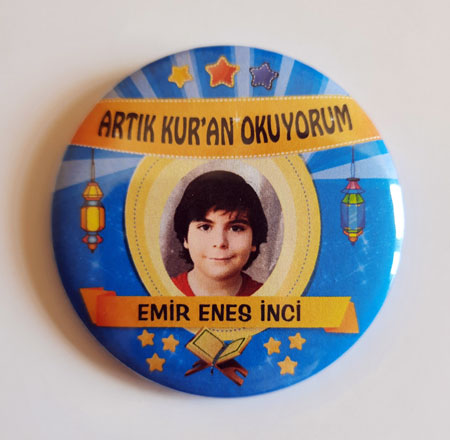 ARTIK KUR'AN OKUYORUM
EMİR ENES İNCİ